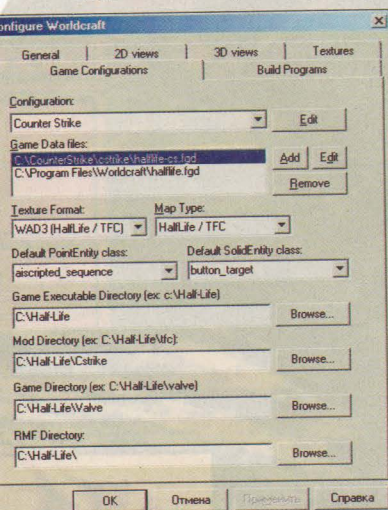 onfigure Worldcraft
General 2D views 3D views Textures
Game Configurations Build Programs
Configuration:
Counter Strike Edit
Game Data files:
C:\CounterStrike\cstrike\halflife-cs.fgd Add Edit
C:\Program Files\Worldcraft\halflife.fgd
Remove
Texture Format: Map Type:
WAD3 (HalfLife / TFC) HalfLife / TFC
Default PointEntity class: Default SolidEntity class:
aiscripted_sequence button_target
Game Executable Directory (ex: c:\Half-Life)
C:\Half-Life Browse...
Mod Directory (ex: C:\Half-Life\tfc):
C:\Half-Life\Cstrike Browse...
Game Directory (ex: C:\Half-Life\valve)
C:\Half-Life\Valve Browse...
RMF Directory:
C:\Half-Life\ Browse...
OK Отмена Применить Справка